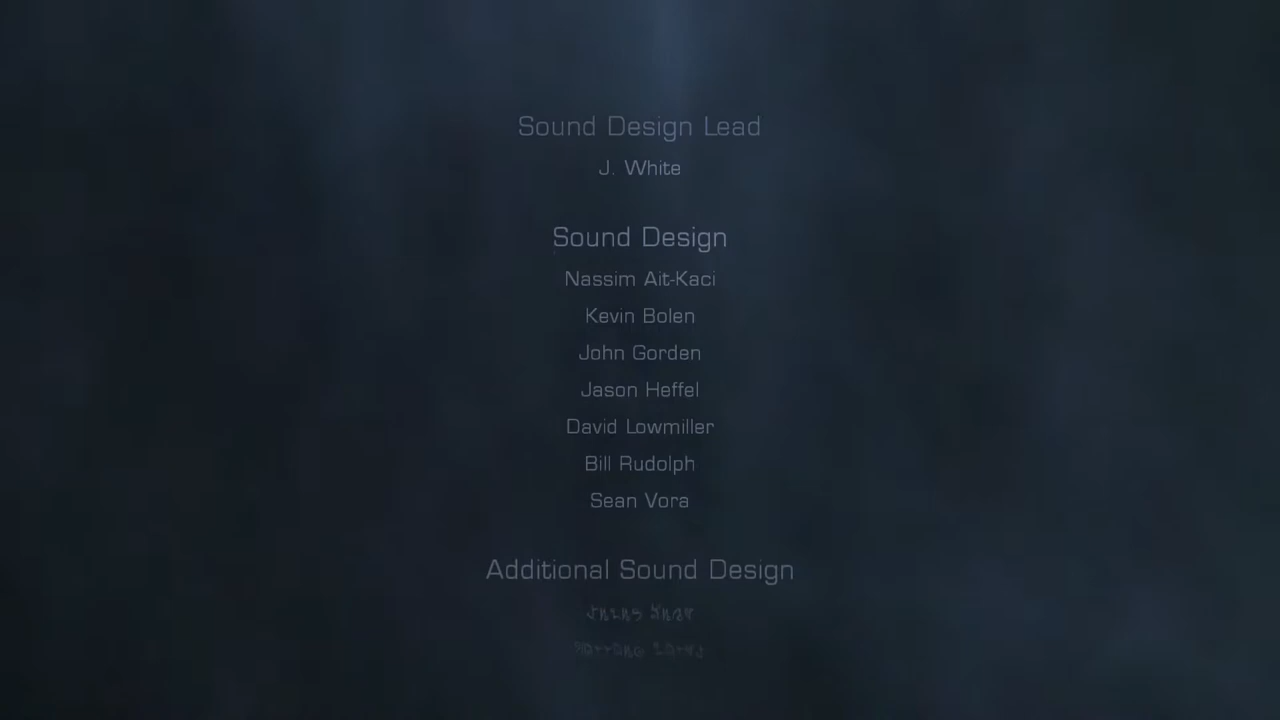 Sound Design Lead
J. White
Sound Design
Nassim Ait-Kaci
Kevin Bolen
John Gorden
Jason Heffel
David Lowmiller
Bill Rudolph
Sean Vora
Additional Sound Design